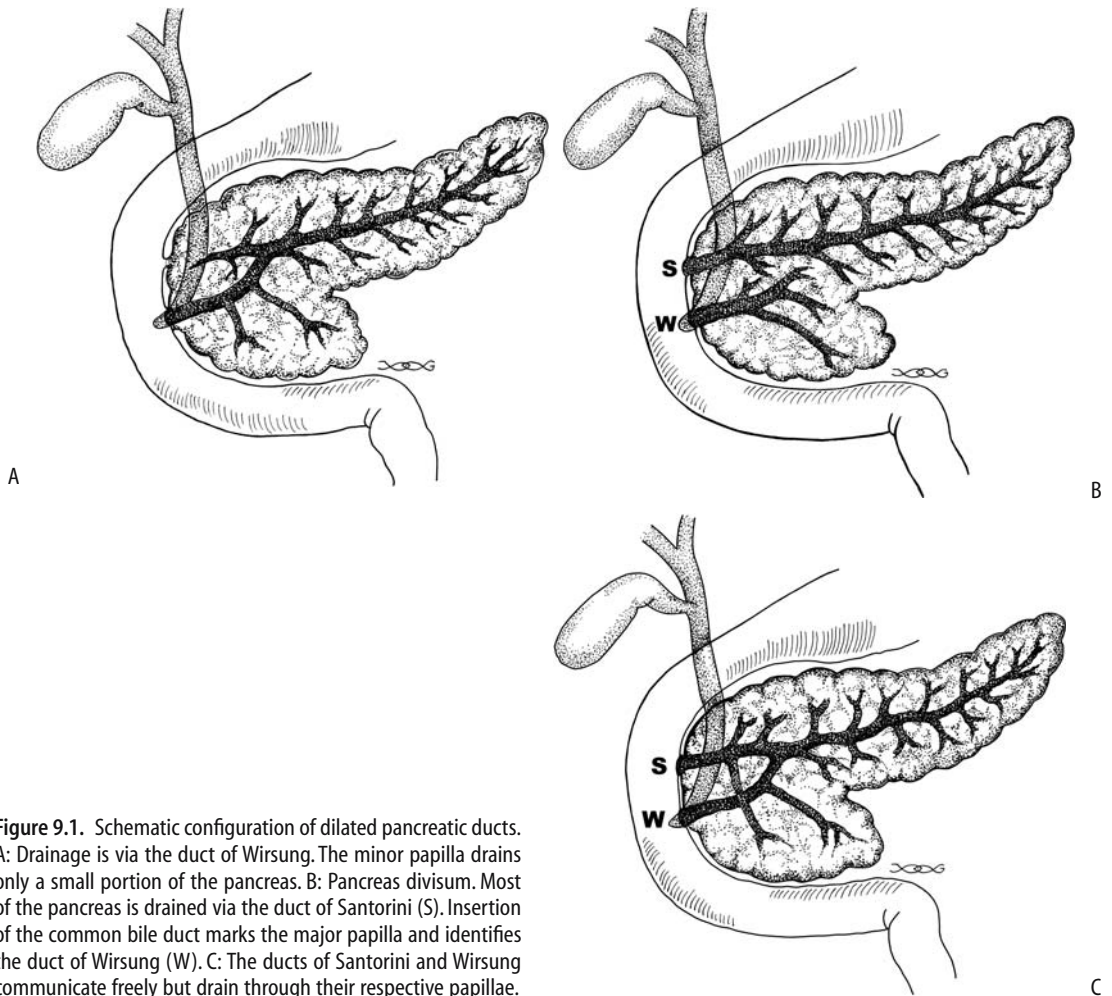 S
W
A
B
S
W
Figure 9.1. Schematic configuration of dilated pancreatic ducts.
A: Drainage is via the duct of Wirsung. The minor papilla drains
only a small portion of the pancreas. B: Pancreas divisum. Most
of the pancreas is drained via the duct of Santorini (S). Insertion
of the common bile duct marks the major papilla and identifies
the duct of Wirsung (W). C: The ducts of Santorini and Wirsung
communicate freely but drain through their respective papillae.
C